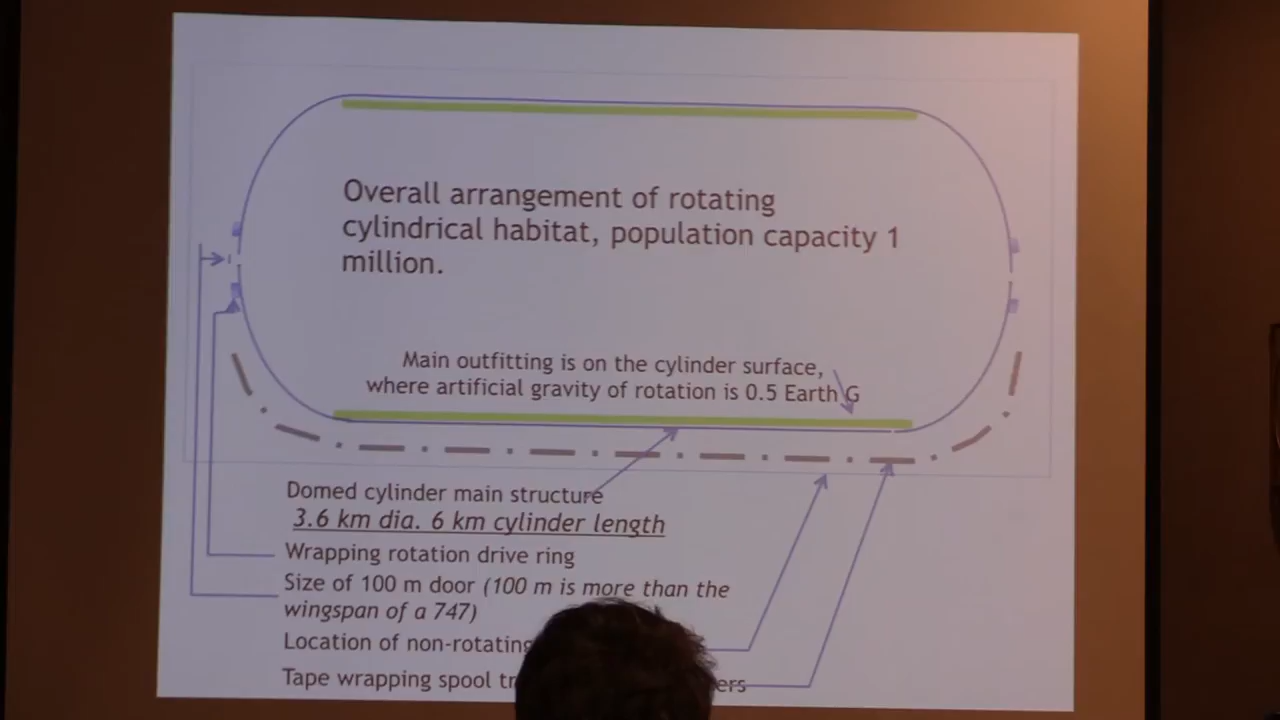 Overall arrangement of rotating
cylindrical habitat, population capacity 1
million.
Main outfitting is on the cylinder surface,
where artificial gravity of rotation is 0.5 Earth G
Domed cylinder main structure
3.6 km dia. 6 km cylinder length
Wrapping rotation drive ring
Size of 100 m door (100 m is more than the
wingspan of a 747)
Location of non-rotating
Tape wrapping spool